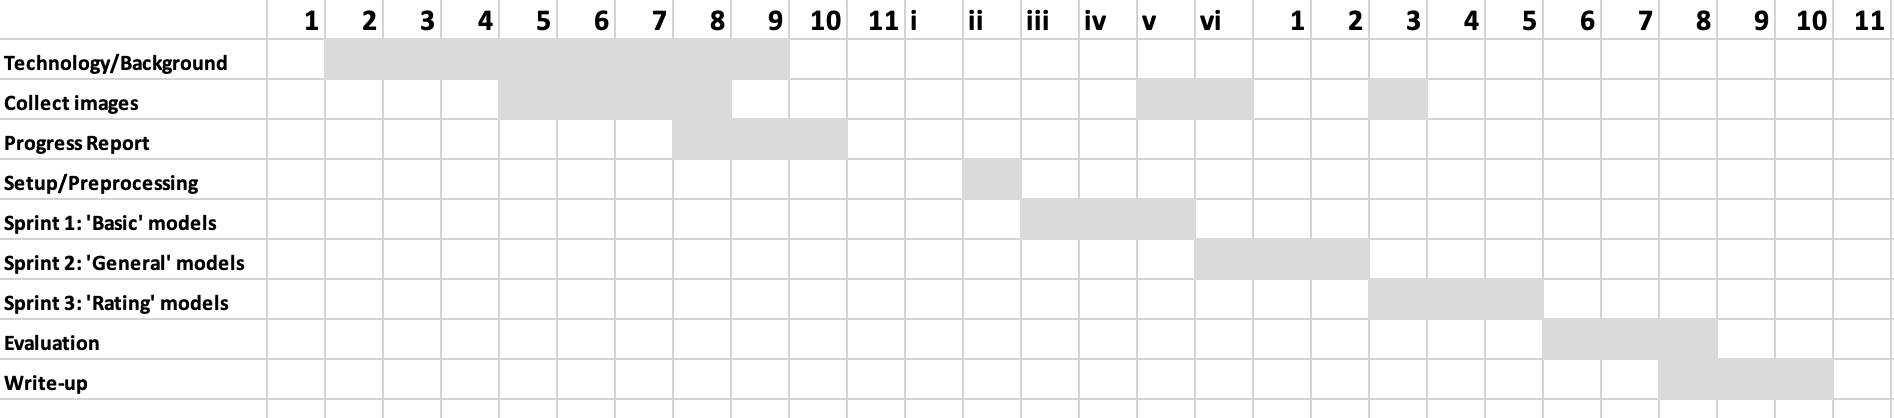 1 2 3 4 5 6 7 8 9 10 11 i ii iii iv v vi 1 2 3 4 5 6 7 8 9 10 11
Technology/Background
Collect images
Progress Report
Setup/Preprocessing
Sprint 1: 'Basic' models
Sprint 2: 'General' models
Sprint 3: 'Rating' models
Evaluation
Write-up